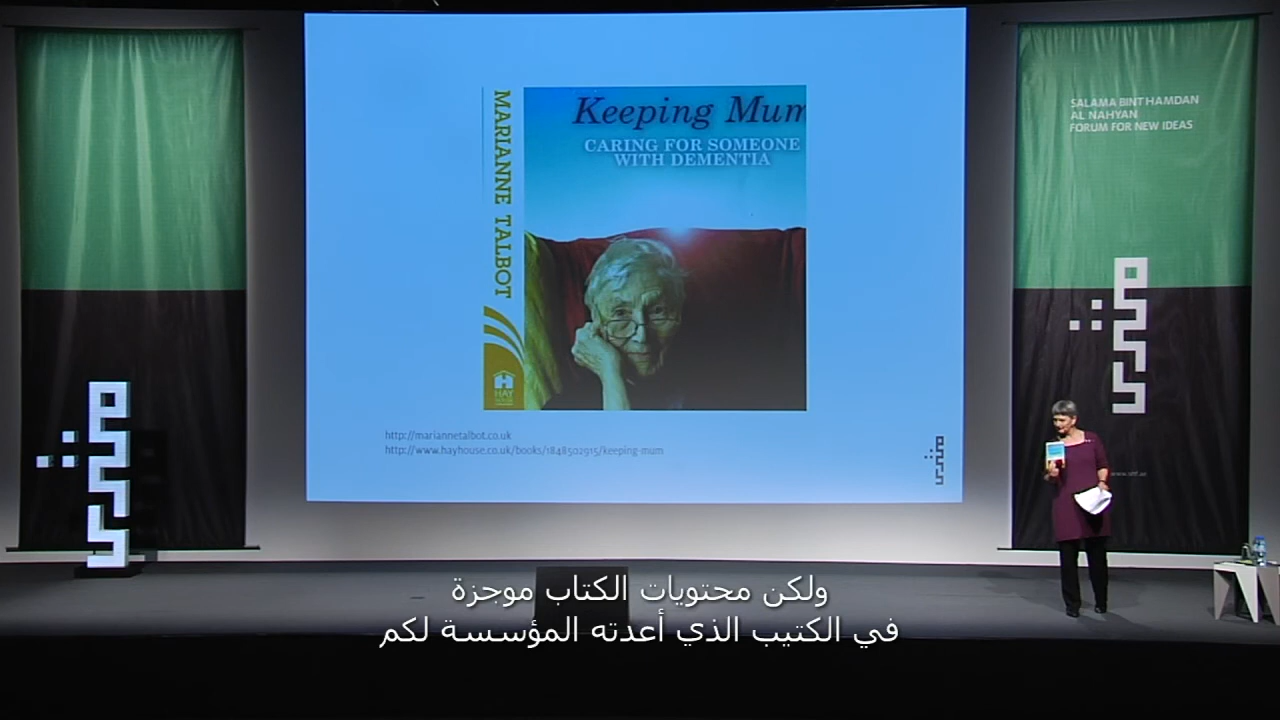 Keeping Mum
CARING FOR SOMEONE
WITH DEMENTIA
MARIANNE TALBOT
HAY
HOUSE
http://mariannetalbot.co.uk
http://www.hayhouse.co.uk/books/1848502915/keeping-mum
SALAMA BINT HAMDAN
AL NAHYAN
FORUM FOR NEW IDEAS
ولكن محتويات الكتاب موجزة
في الكتيب الذي أعدته المؤسسة لكم